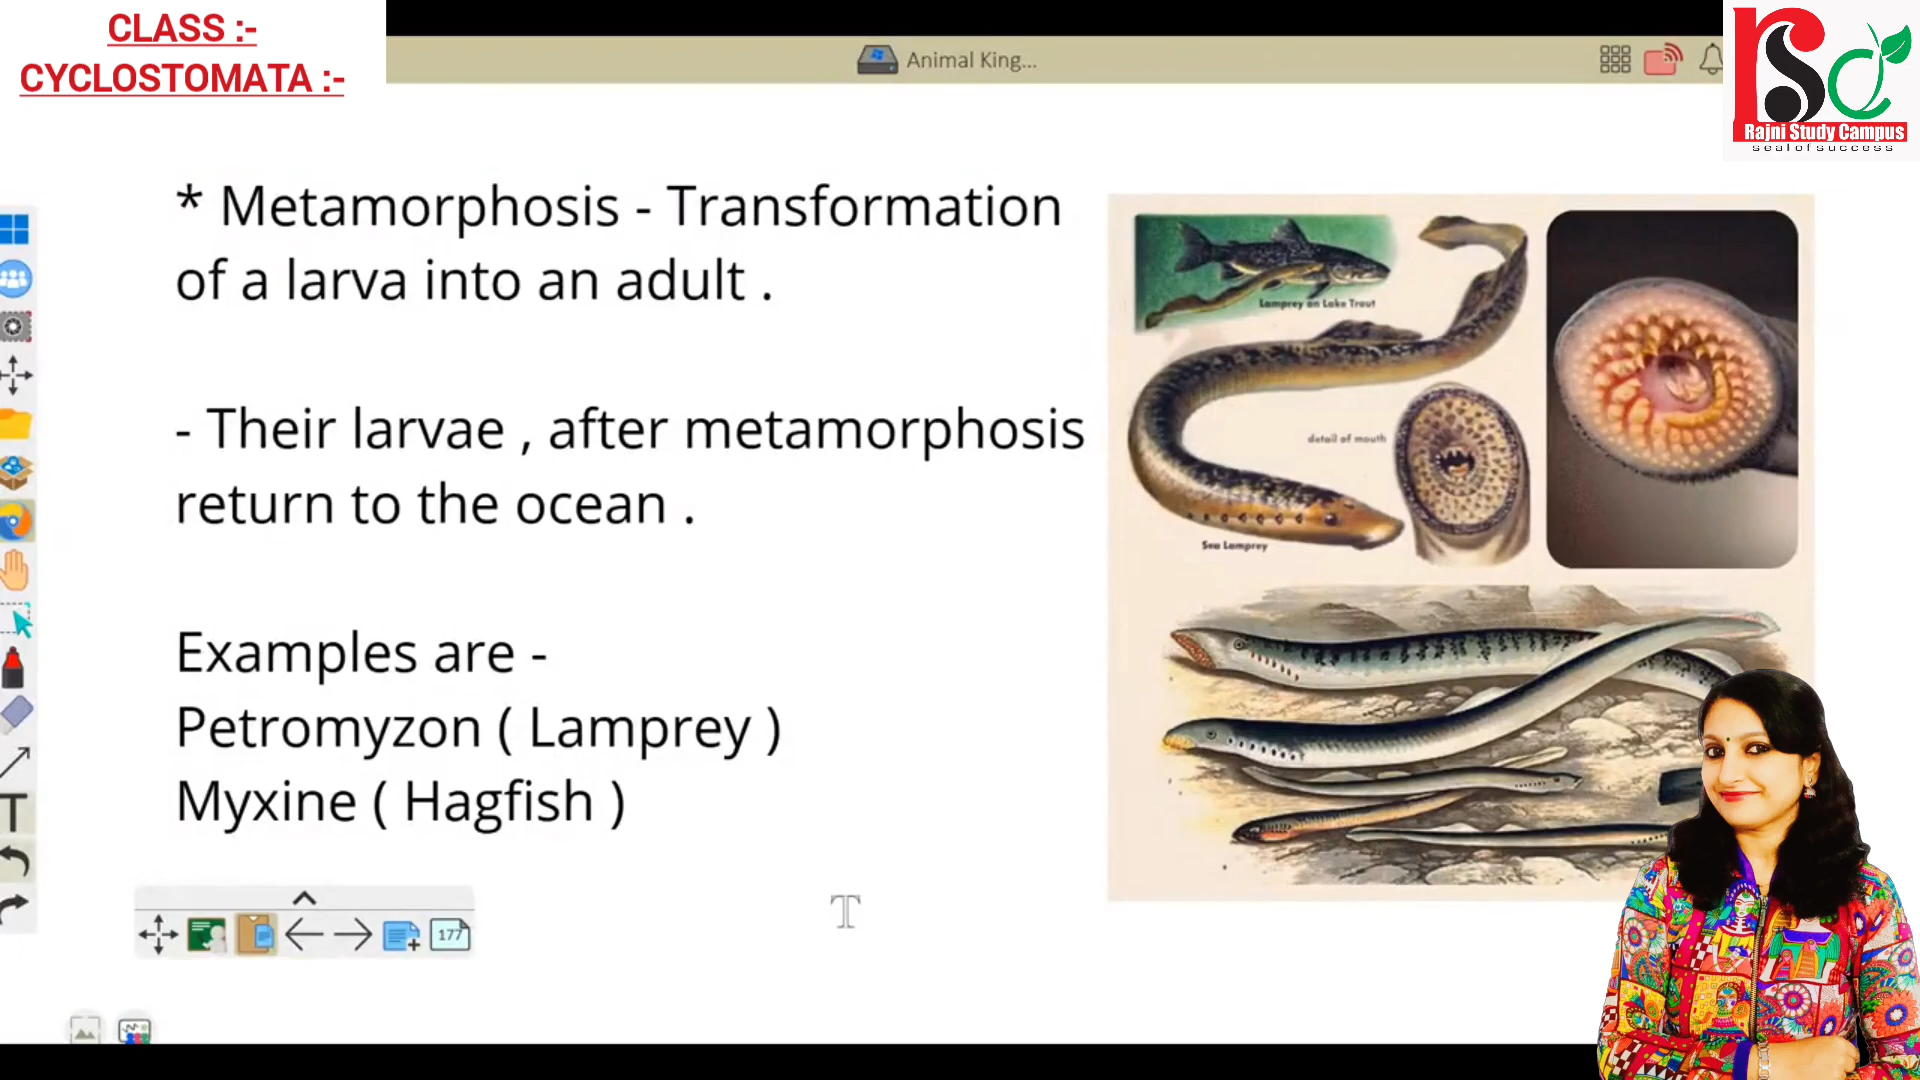 CLASS :-
CYCLOSTOMATA :-
Animal King...
Rajni Study Campus
seal of success
* Metamorphosis - Transformation
of a larva into an adult .
- Their larvae , after metamorphosis
return to the ocean .
Examples are -
Petromyzon ( Lamprey )
Myxine ( Hagfish )
Lamprey on Lake Trout
detail of mouth
Sea Lamprey
177